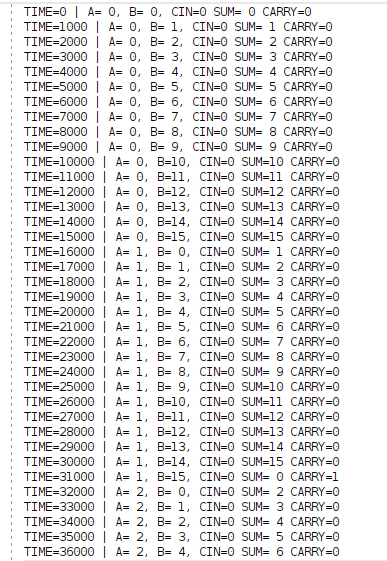 TIME=0 | A= 0, B= 0, CIN=0 SUM= 0 CARRY=0
TIME=1000 | A= 0, B= 1, CIN=0 SUM= 1 CARRY=0
TIME=2000 | A= 0, B= 2, CIN=0 SUM= 2 CARRY=0
TIME=3000 | A= 0, B= 3, CIN=0 SUM= 3 CARRY=0
TIME=4000 | A= 0, B= 4, CIN=0 SUM= 4 CARRY=0
TIME=5000 | A= 0, B= 5, CIN=0 SUM= 5 CARRY=0
TIME=6000 | A= 0, B= 6, CIN=0 SUM= 6 CARRY=0
TIME=7000 | A= 0, B= 7, CIN=0 SUM= 7 CARRY=0
TIME=8000 | A= 0, B= 8, CIN=0 SUM= 8 CARRY=0
TIME=9000 | A= 0, B= 9, CIN=0 SUM= 9 CARRY=0
TIME=10000 | A= 0, B=10, CIN=0 SUM=10 CARRY=0
TIME=11000 | A= 0, B=11, CIN=0 SUM=11 CARRY=0
TIME=12000 | A= 0, B=12, CIN=0 SUM=12 CARRY=0
TIME=13000 | A= 0, B=13, CIN=0 SUM=13 CARRY=0
TIME=14000 | A= 0, B=14, CIN=0 SUM=14 CARRY=0
TIME=15000 | A= 0, B=15, CIN=0 SUM=15 CARRY=0
TIME=16000 | A= 1, B= 0, CIN=0 SUM= 1 CARRY=0
TIME=17000 | A= 1, B= 1, CIN=0 SUM= 2 CARRY=0
TIME=18000 | A= 1, B= 2, CIN=0 SUM= 3 CARRY=0
TIME=19000 | A= 1, B= 3, CIN=0 SUM= 4 CARRY=0
TIME=20000 | A= 1, B= 4, CIN=0 SUM= 5 CARRY=0
TIME=21000 | A= 1, B= 5, CIN=0 SUM= 6 CARRY=0
TIME=22000 | A= 1, B= 6, CIN=0 SUM= 7 CARRY=0
TIME=23000 | A= 1, B= 7, CIN=0 SUM= 8 CARRY=0
TIME=24000 | A= 1, B= 8, CIN=0 SUM= 9 CARRY=0
TIME=25000 | A= 1, B= 9, CIN=0 SUM=10 CARRY=0
TIME=26000 | A= 1, B=10, CIN=0 SUM=11 CARRY=0
TIME=27000 | A= 1, B=11, CIN=0 SUM=12 CARRY=0
TIME=28000 | A= 1, B=12, CIN=0 SUM=13 CARRY=0
TIME=29000 | A= 1, B=13, CIN=0 SUM=14 CARRY=0
TIME=30000 | A= 1, B=14, CIN=0 SUM=15 CARRY=0
TIME=31000 | A= 1, B=15, CIN=0 SUM= 0 CARRY=1
TIME=32000 | A= 2, B= 0, CIN=0 SUM= 2 CARRY=0
TIME=33000 | A= 2, B= 1, CIN=0 SUM= 3 CARRY=0
TIME=34000 | A= 2, B= 2, CIN=0 SUM= 4 CARRY=0
TIME=35000 | A= 2, B= 3, CIN=0 SUM= 5 CARRY=0
TIME=36000 | A= 2, B= 4, CIN=0 SUM= 6 CARRY=0